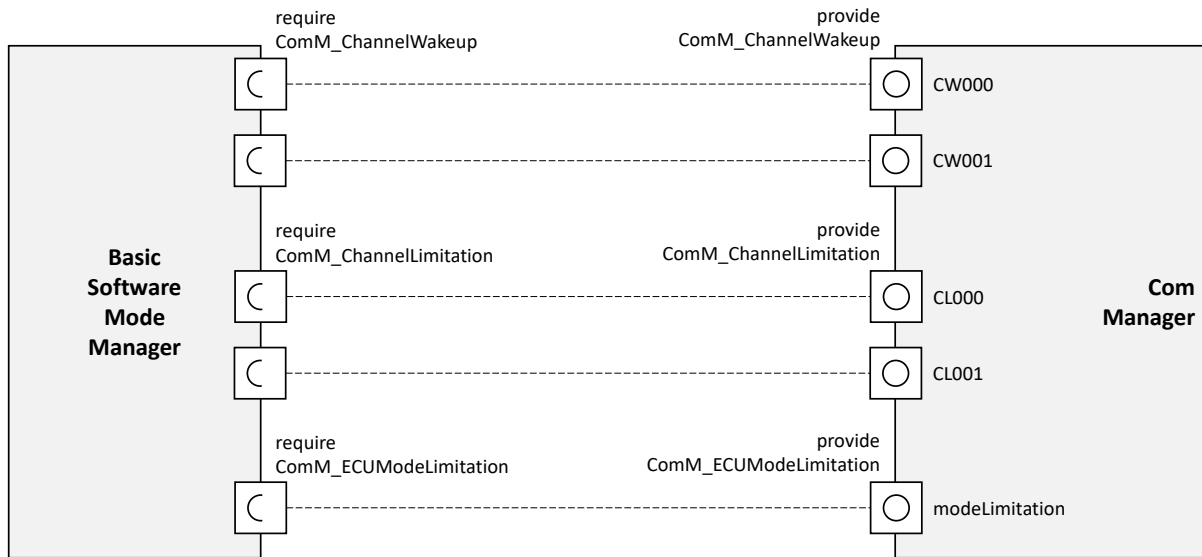 require
ComM_ChannelWakeup
provide
ComM_ChannelWakeup
CW000
CW001
require
ComM_ChannelLimitation
provide
ComM_ChannelLimitation
Basic
Software
Mode
Manager
CL000
Com
Manager
CL001
require
ComM_ECUModeLimitation
provide
ComM_ECUModeLimitation
modeLimitation